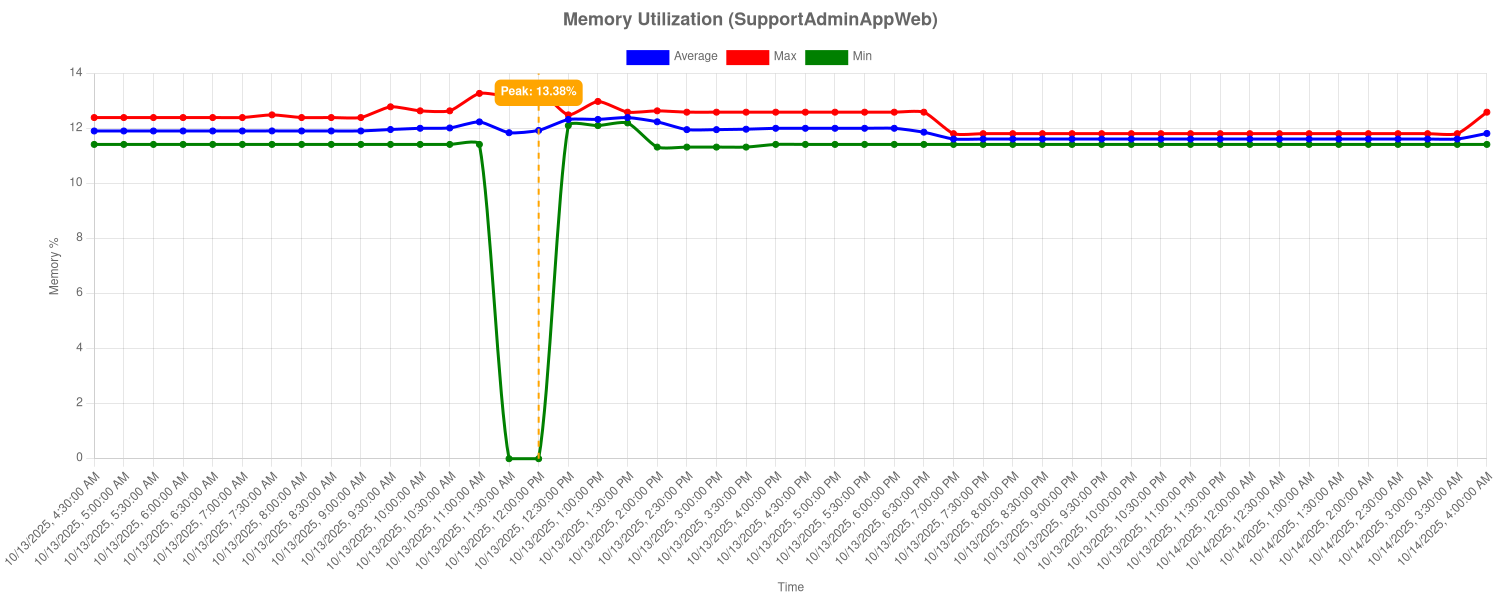 Memory Utilization (SupportAdminAppWeb)
Average Max Min
Peak: 13.38%
14
12
10
8
6
4
2
0
Memory %
10/13/2025, 4:30:00 AM
10/13/2025, 5:00:00 AM
10/13/2025, 5:30:00 AM
10/13/2025, 6:00:00 AM
10/13/2025, 6:30:00 AM
10/13/2025, 7:00:00 AM
10/13/2025, 7:30:00 AM
10/13/2025, 8:00:00 AM
10/13/2025, 8:30:00 AM
10/13/2025, 9:00:00 AM
10/13/2025, 9:30:00 AM
10/13/2025, 10:00:00 AM
10/13/2025, 10:30:00 AM
10/13/2025, 11:00:00 AM
10/13/2025, 11:30:00 AM
10/13/2025, 12:00:00 PM
10/13/2025, 12:30:00 PM
10/13/2025, 1:00:00 PM
10/13/2025, 1:30:00 PM
10/13/2025, 2:00:00 PM
10/13/2025, 2:30:00 PM
10/13/2025, 3:00:00 PM
10/13/2025, 3:30:00 PM
10/13/2025, 4:00:00 PM
10/13/2025, 4:30:00 PM
10/13/2025, 5:00:00 PM
10/13/2025, 5:30:00 PM
10/13/2025, 6:00:00 PM
10/13/2025, 6:30:00 PM
10/13/2025, 7:00:00 PM
10/13/2025, 7:30:00 PM
10/13/2025, 8:00:00 PM
10/13/2025, 8:30:00 PM
10/13/2025, 9:00:00 PM
10/13/2025, 9:30:00 PM
10/13/2025, 10:00:00 PM
10/13/2025, 10:30:00 PM
10/13/2025, 11:00:00 PM
10/13/2025, 11:30:00 PM
10/14/2025, 12:00:00 AM
10/14/2025, 12:30:00 AM
10/14/2025, 1:00:00 AM
10/14/2025, 1:30:00 AM
10/14/2025, 2:00:00 AM
10/14/2025, 2:30:00 AM
10/14/2025, 3:00:00 AM
10/14/2025, 3:30:00 AM
10/14/2025, 4:00:00 AM
Time